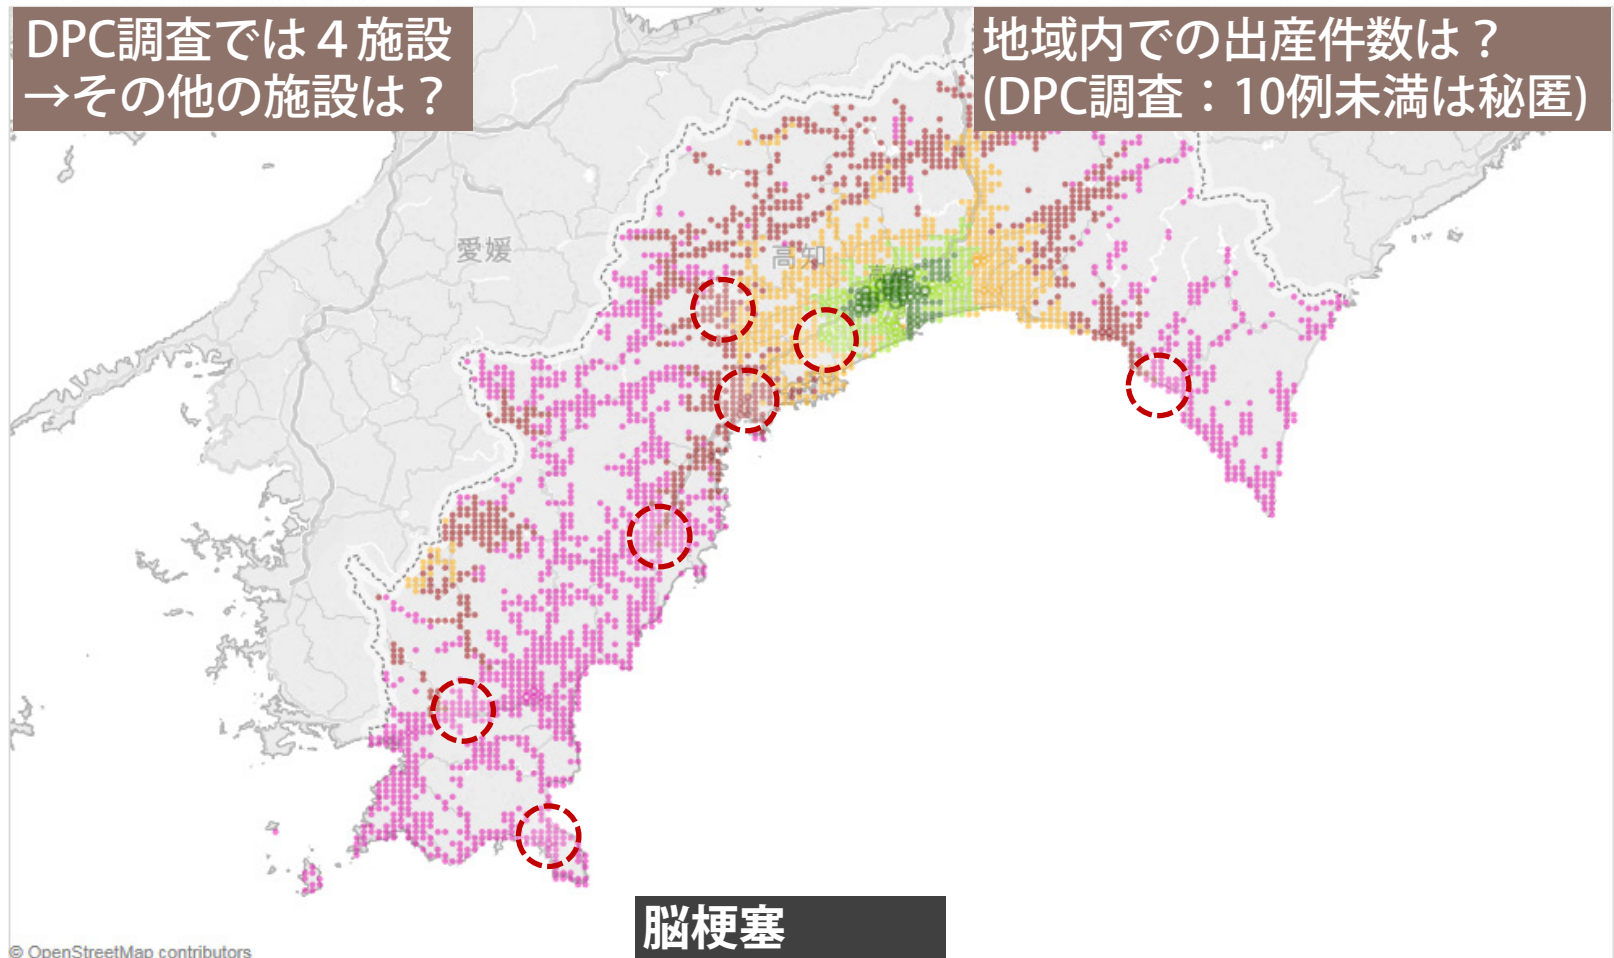 DPC調査では４施設
→その他の施設は？
地域内での出産件数は？
(DPC調査：10例未満は秘匿)
愛媛
高知
高
脳梗塞
© OpenStreetMap contributors